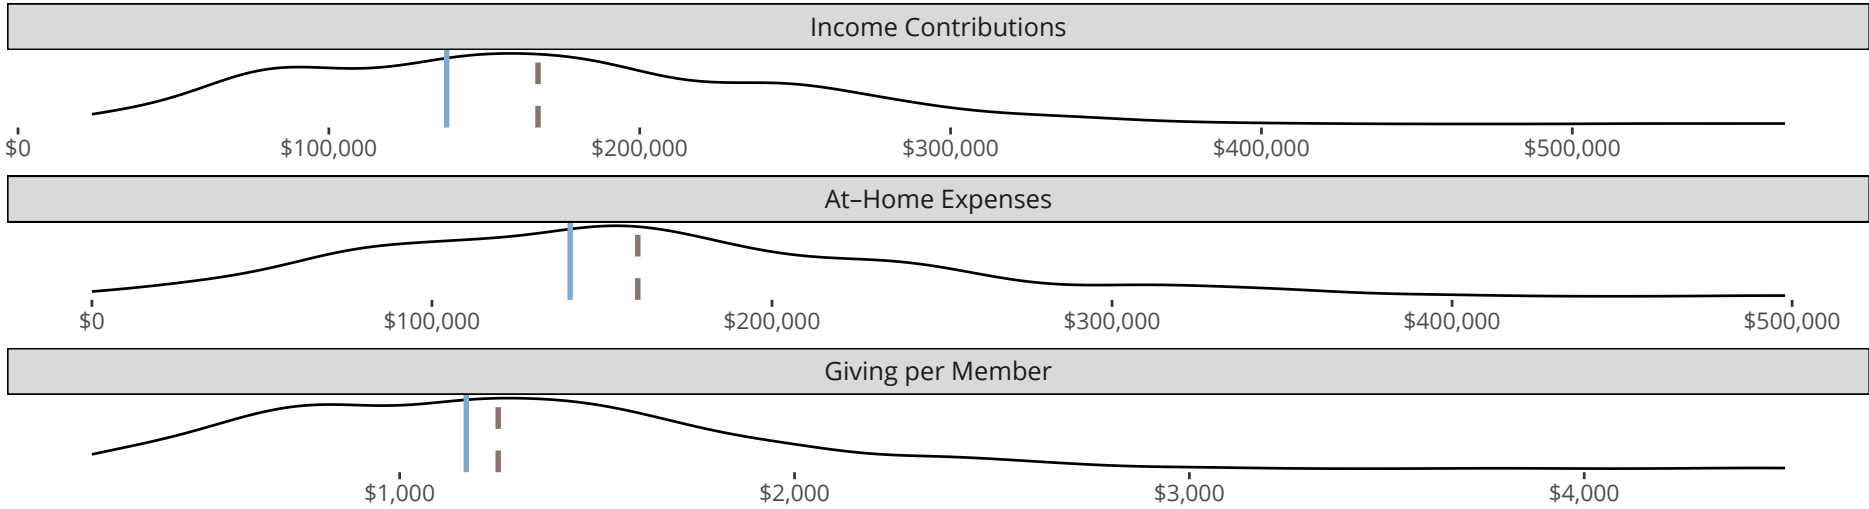 Income Contributions
$0 $100,000 $200,000 $300,000 $400,000 $500,000
At–Home Expenses
$0 $100,000 $200,000 $300,000 $400,000 $500,000
Giving per Member
$1,000 $2,000 $3,000 $4,000